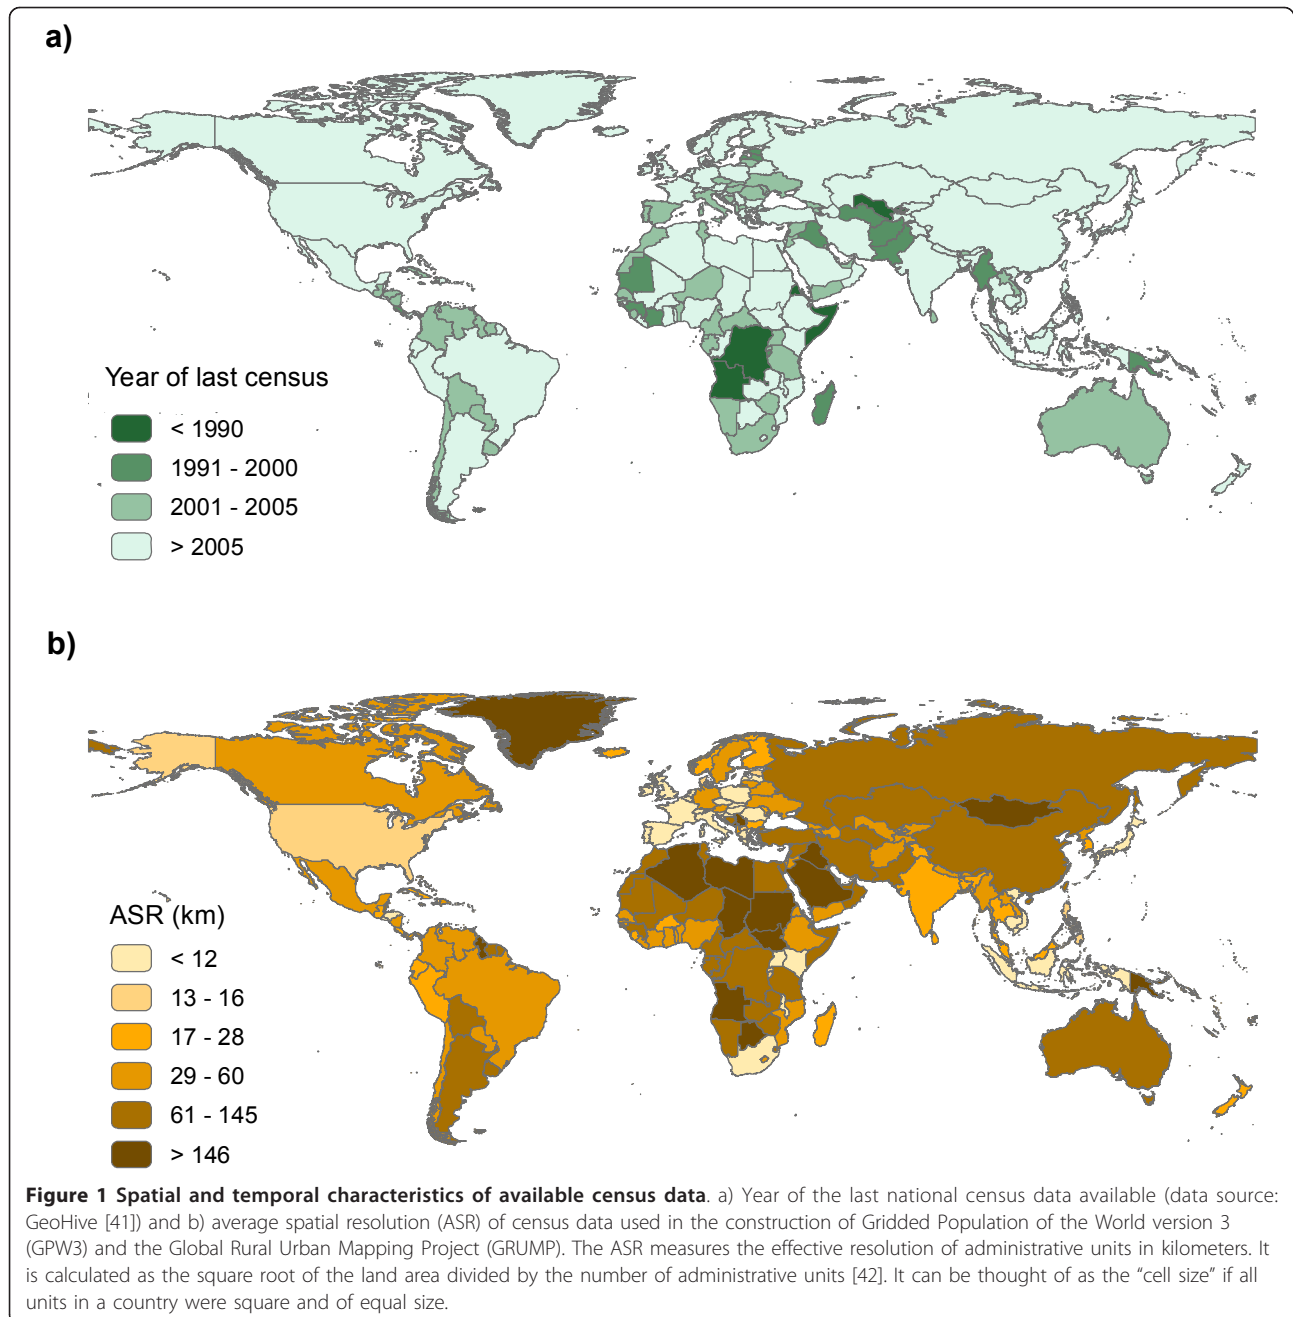 a)
Year of last census
< 1990
1991 - 2000
2001 - 2005
> 2005
b)
ASR (km)
< 12
13 - 16
17 - 28
29 - 60
61 - 145
> 146
Figure 1 Spatial and temporal characteristics of available census data. a) Year of the last national census data available (data source:
GeoHive [41]) and b) average spatial resolution (ASR) of census data used in the construction of Gridded Population of the World version 3
(GPW3) and the Global Rural Urban Mapping Project (GRUMP). The ASR measures the effective resolution of administrative units in kilometers. It
is calculated as the square root of the land area divided by the number of administrative units [42]. It can be thought of as the “cell size” if all
units in a country were square and of equal size.